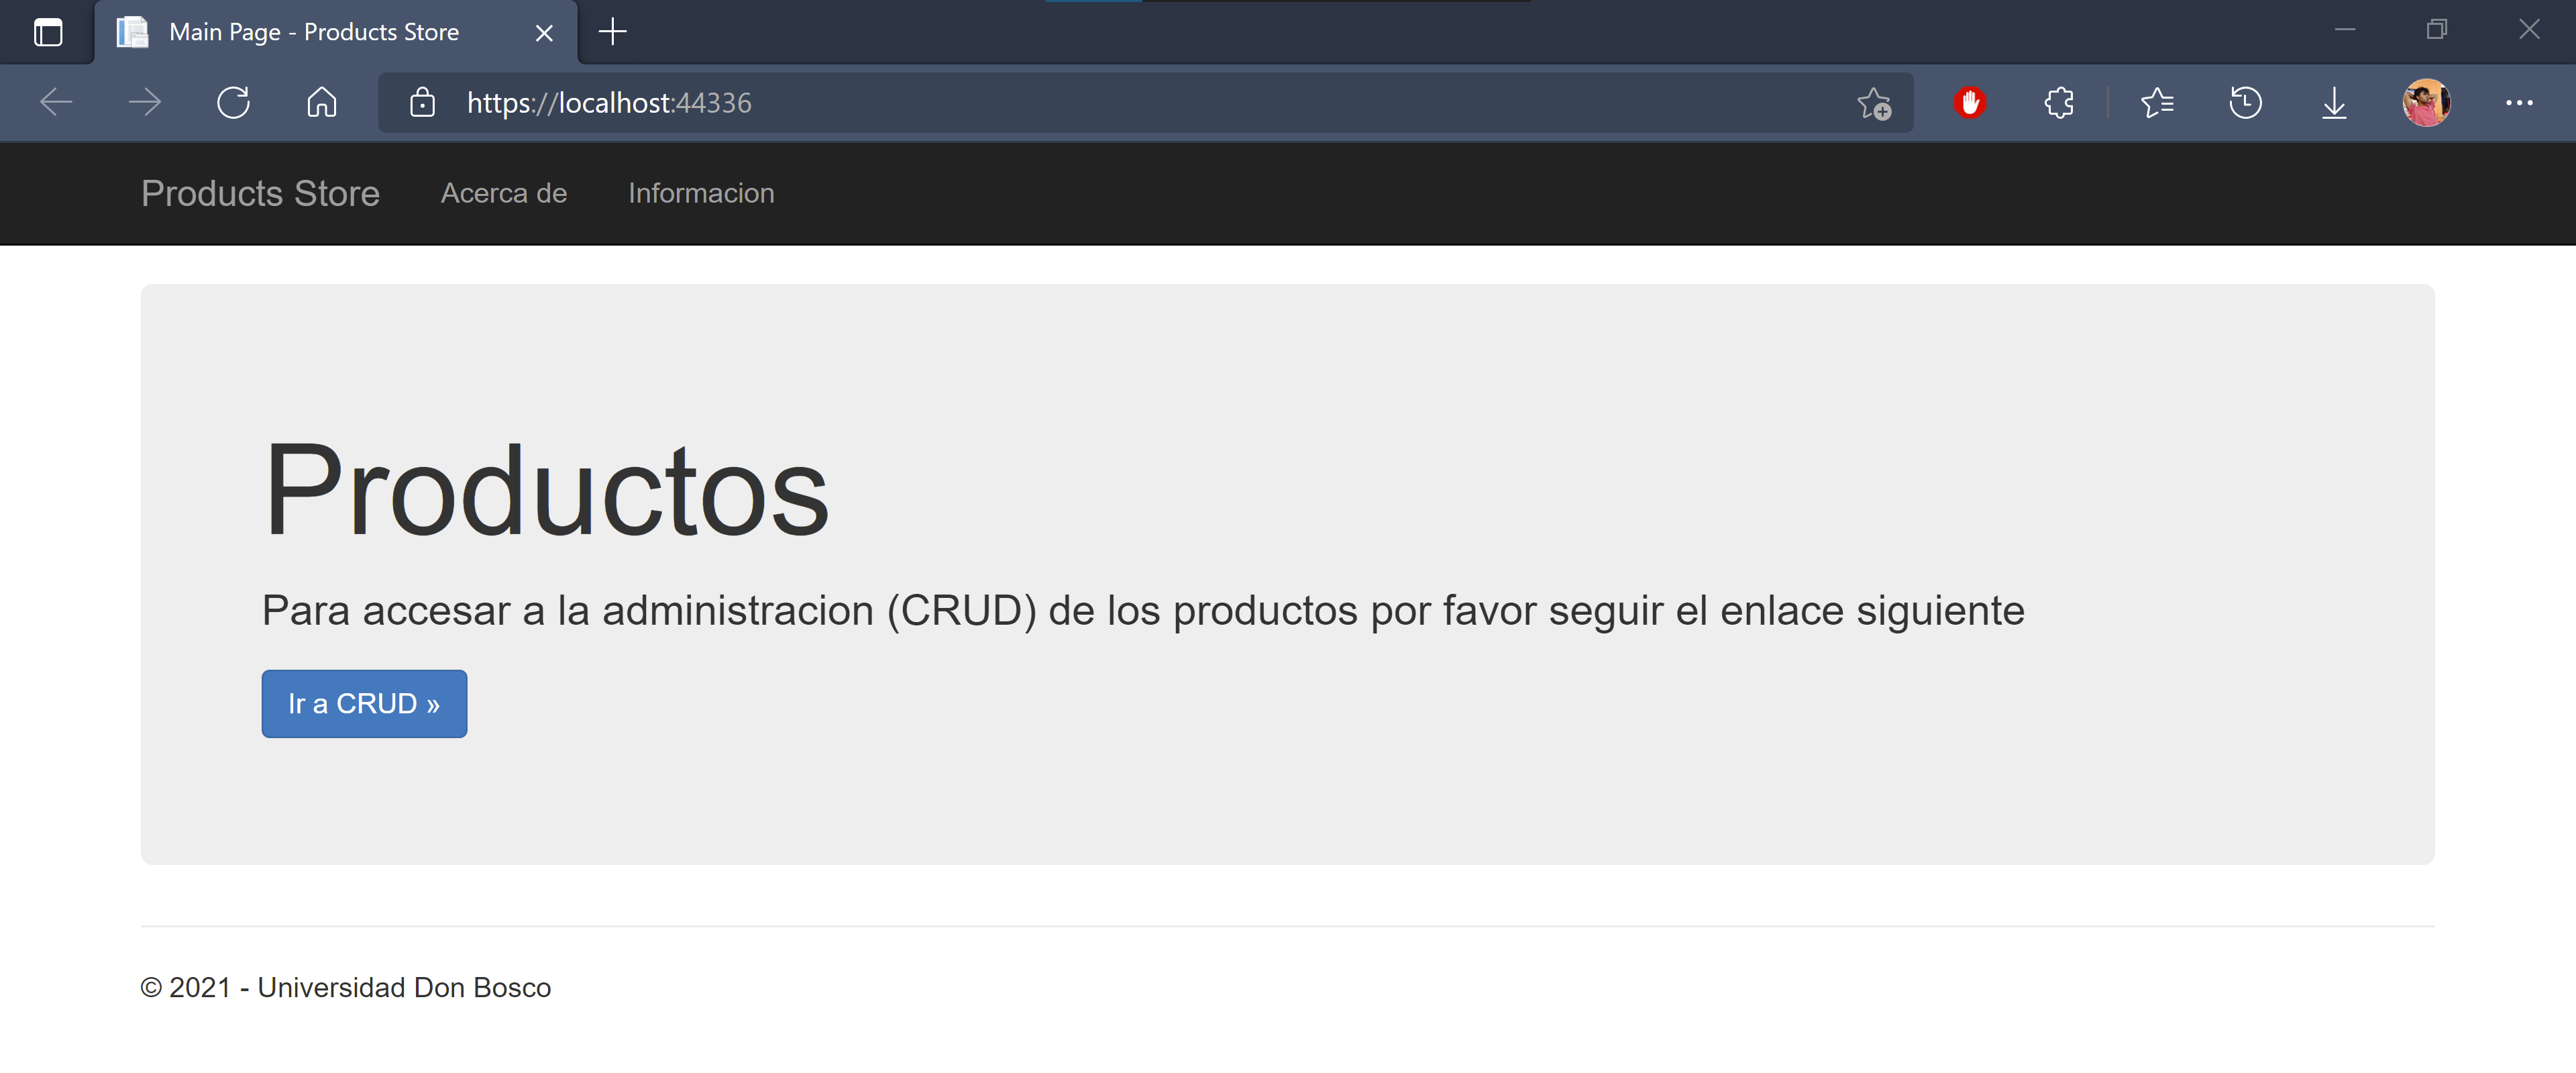 Main Page - Products Store
https://localhost:44336
Products Store Acerca de Informacion
Productos
Para accesar a la administracion (CRUD) de los productos por favor seguir el enlace siguiente
Ir a CRUD »
© 2021 - Universidad Don Bosco